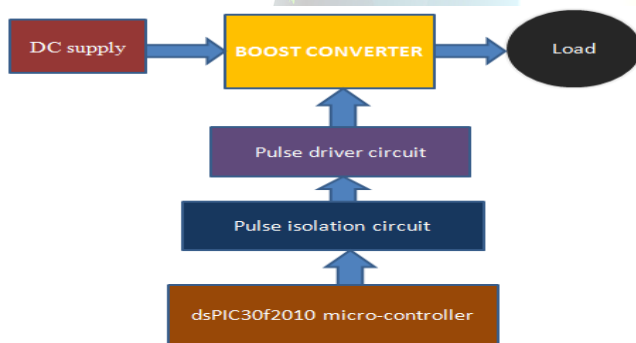 DC supply
BOOST CONVERTER
Load
Pulse driver circuit
Pulse isolation circuit
dsPIC30f2010 micro-controller